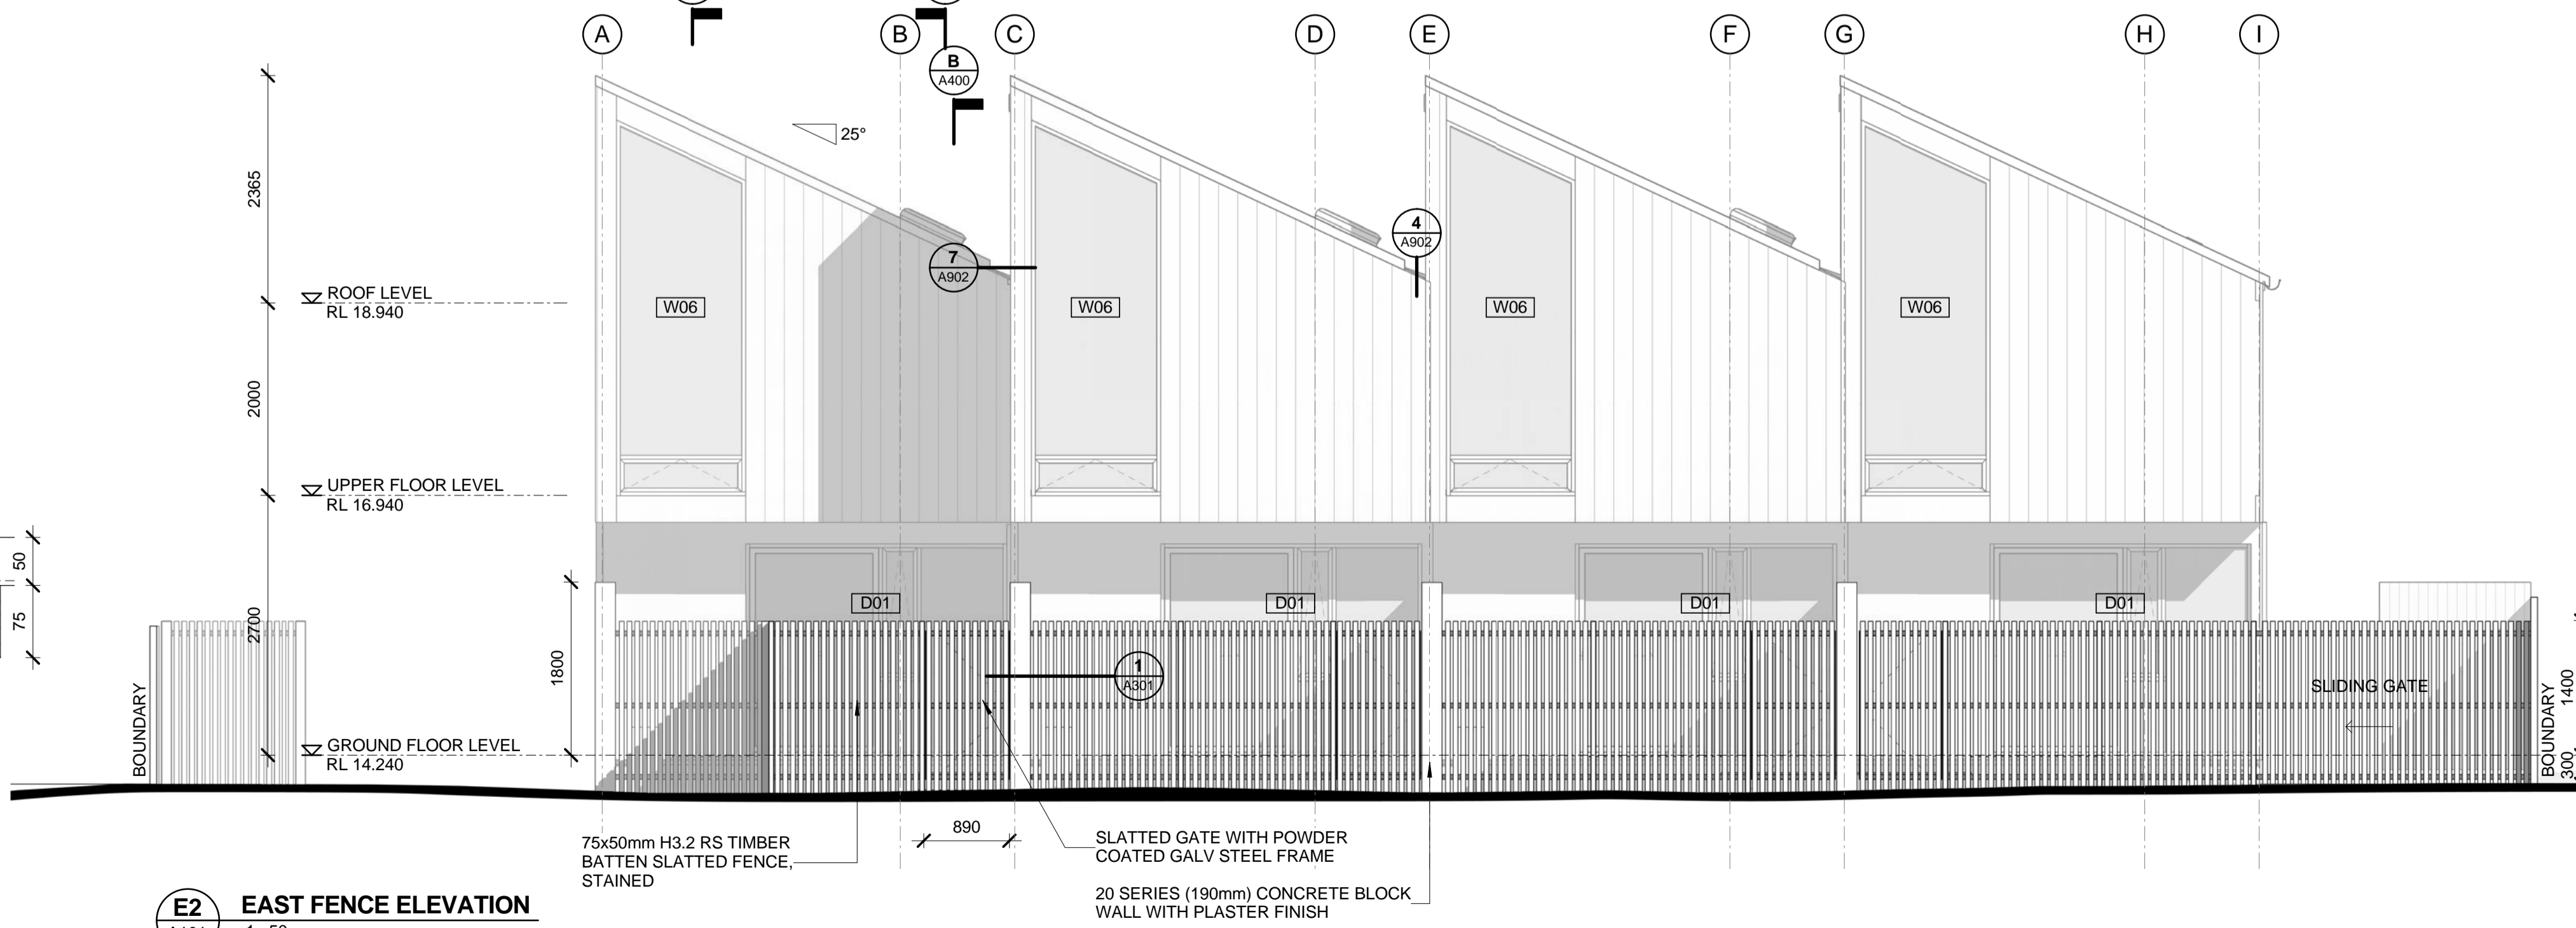 A
B
C
D
E
F
G
H
I
B
A400
25°
2365
4
A902
7
A902
ROOF LEVEL
RL 18.940
W06
W06
W06
W06
2000
UPPER FLOOR LEVEL
RL 16.940
50
75
2700
D01
D01
D01
D01
1800
1
A301
BOUNDARY
SLIDING GATE
BOUNDARY
1400
300
GROUND FLOOR LEVEL
RL 14.240
890
75x50mm H3.2 RS TIMBER
BATTEN SLATTED FENCE,
STAINED
SLATTED GATE WITH POWDER
COATED GALV STEEL FRAME
20 SERIES (190mm) CONCRETE BLOCK
WALL WITH PLASTER FINISH
E2
EAST FENCE ELEVATION